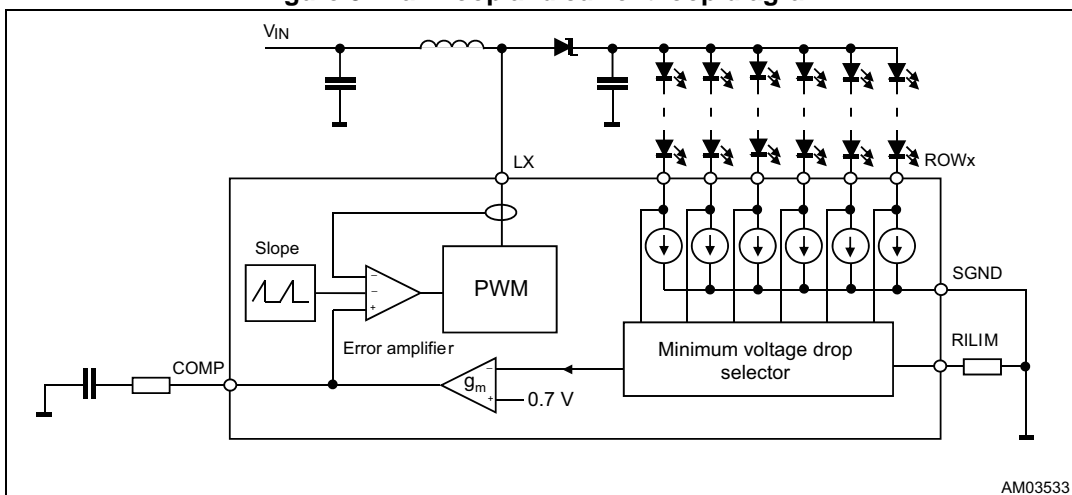 VIN
LX
ROWx
Slope
PWM
SGND
Minimum voltage drop
selector
RILIM
Error amplifier
COMP
gm
0.7 V
AM03533